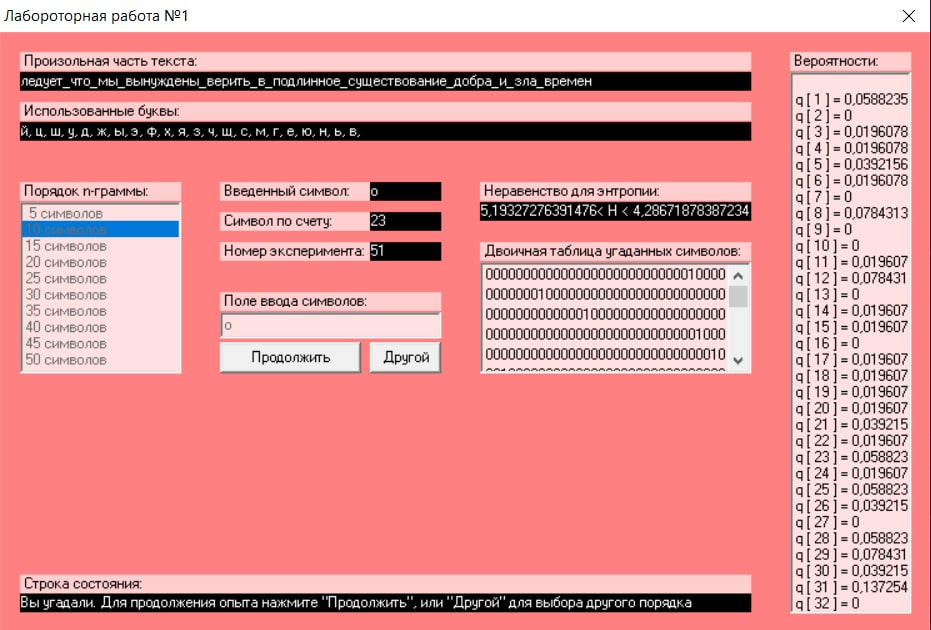 Лабороторная работа №1
Произольная часть текста:
ледует_что_мы_вынуждены_верить_в_подлинное_существование_добра_и_зла_времен
Использованные буквы:
й, ц, ш, у, д, ж, ы, э, ф, х, я, з, ч, щ, с, м, г, е, ю, н, ь, в,
Порядок n-граммы:
5 символов
10 символов
15 символов
20 символов
25 символов
30 символов
35 символов
40 символов
45 символов
50 символов
Введенный символ: о
Символ по счету: 23
Номер эксперимента: 51
Поле ввода символов:
о
Продолжить
Другой
Неравенство для энтропии:
5,19327276391476< H < 4,28671878387234
Двоичная таблица угаданных символов:
00000000000000000000000000010000
00000001000000000000000000000000
00000000000001000000000000000000
00000000000000000000000000001000
00000000000000000000000000000010
Вероятности:
q [ 1 ] = 0,0588235
q [ 2 ] = 0
q [ 3 ] = 0,0196078
q [ 4 ] = 0,0196078
q [ 5 ] = 0,0392156
q [ 6 ] = 0,0196078
q [ 7 ] = 0
q [ 8 ] = 0,0784313
q [ 9 ] = 0
q [ 10 ] = 0
q [ 11 ] = 0,019607
q [ 12 ] = 0,078431
q [ 13 ] = 0
q [ 14 ] = 0,019607
q [ 15 ] = 0,019607
q [ 16 ] = 0
q [ 17 ] = 0,019607
q [ 18 ] = 0,019607
q [ 19 ] = 0,019607
q [ 20 ] = 0,019607
q [ 21 ] = 0,039215
q [ 22 ] = 0,019607
q [ 23 ] = 0,058823
q [ 24 ] = 0,019607
q [ 25 ] = 0,058823
q [ 26 ] = 0,039215
q [ 27 ] = 0
q [ 28 ] = 0,058823
q [ 29 ] = 0,078431
q [ 30 ] = 0,039215
q [ 31 ] = 0,137254
q [ 32 ] = 0
Строка состояния:
Вы угадали. Для продолжения опыта нажмите "Продолжить", или "Другой" для выбора другого порядка